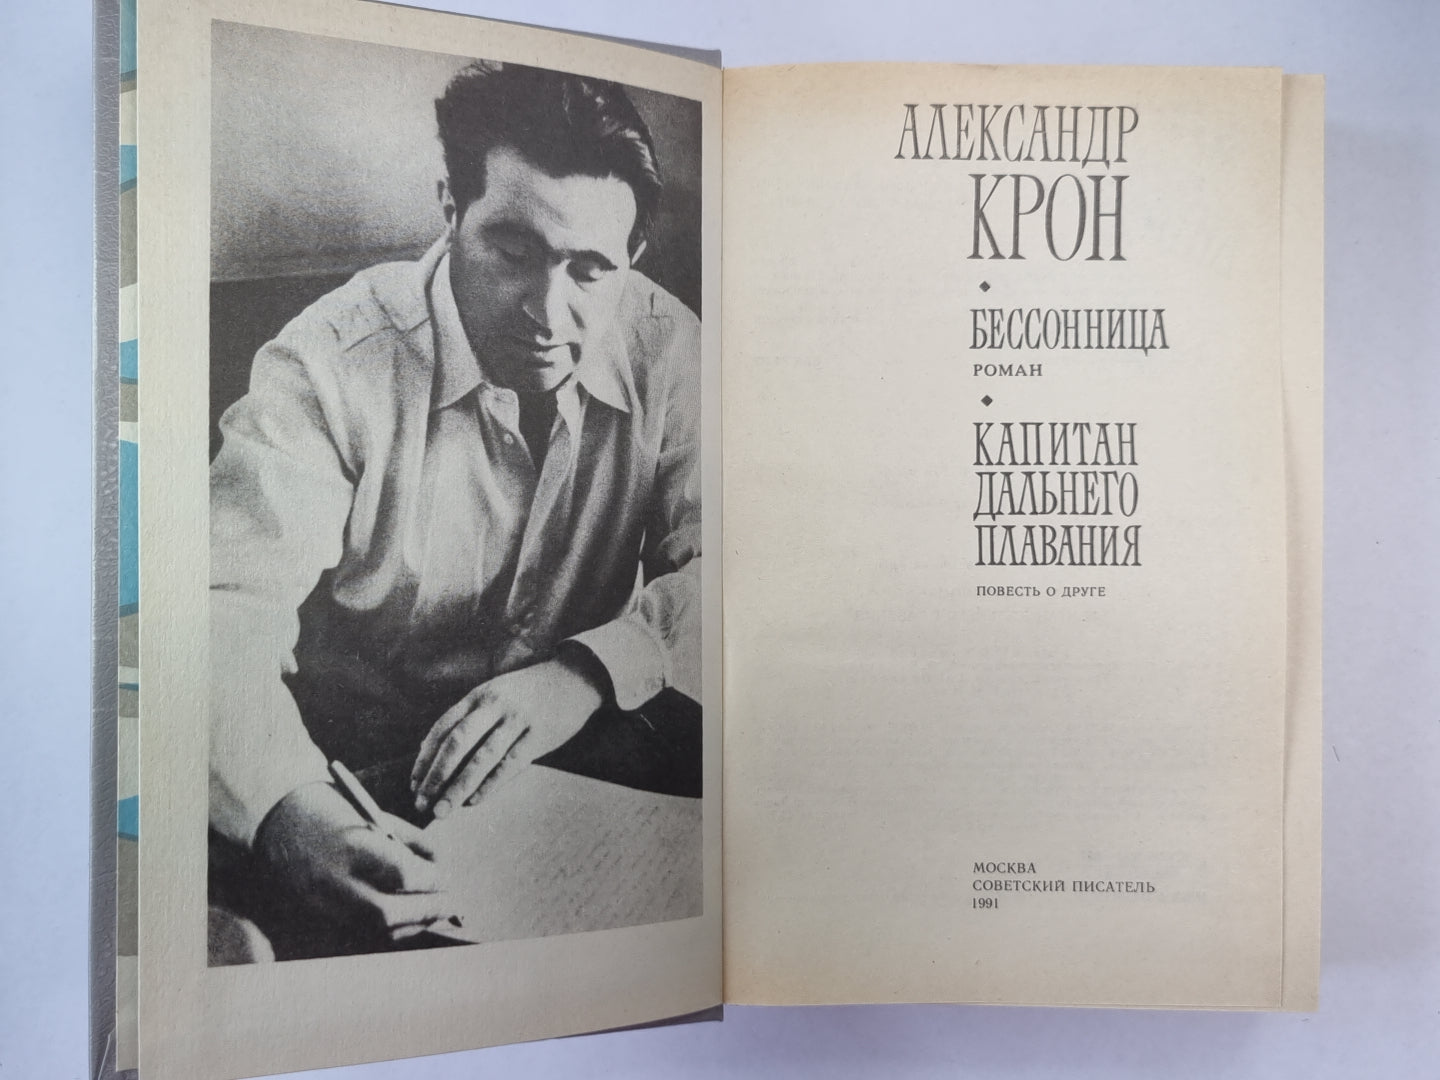 АЛЕКСАНДР
КРОН
БЕССОННИЦА
РОМАН
КАПИТАН
ДАЛЬНЕГО
ПЛАВАНИЯ
ПОВЕСТЬ О ДРУГЕ
МОСКВА
СОВЕТСКИЙ ПИСАТЕЛЬ
1991